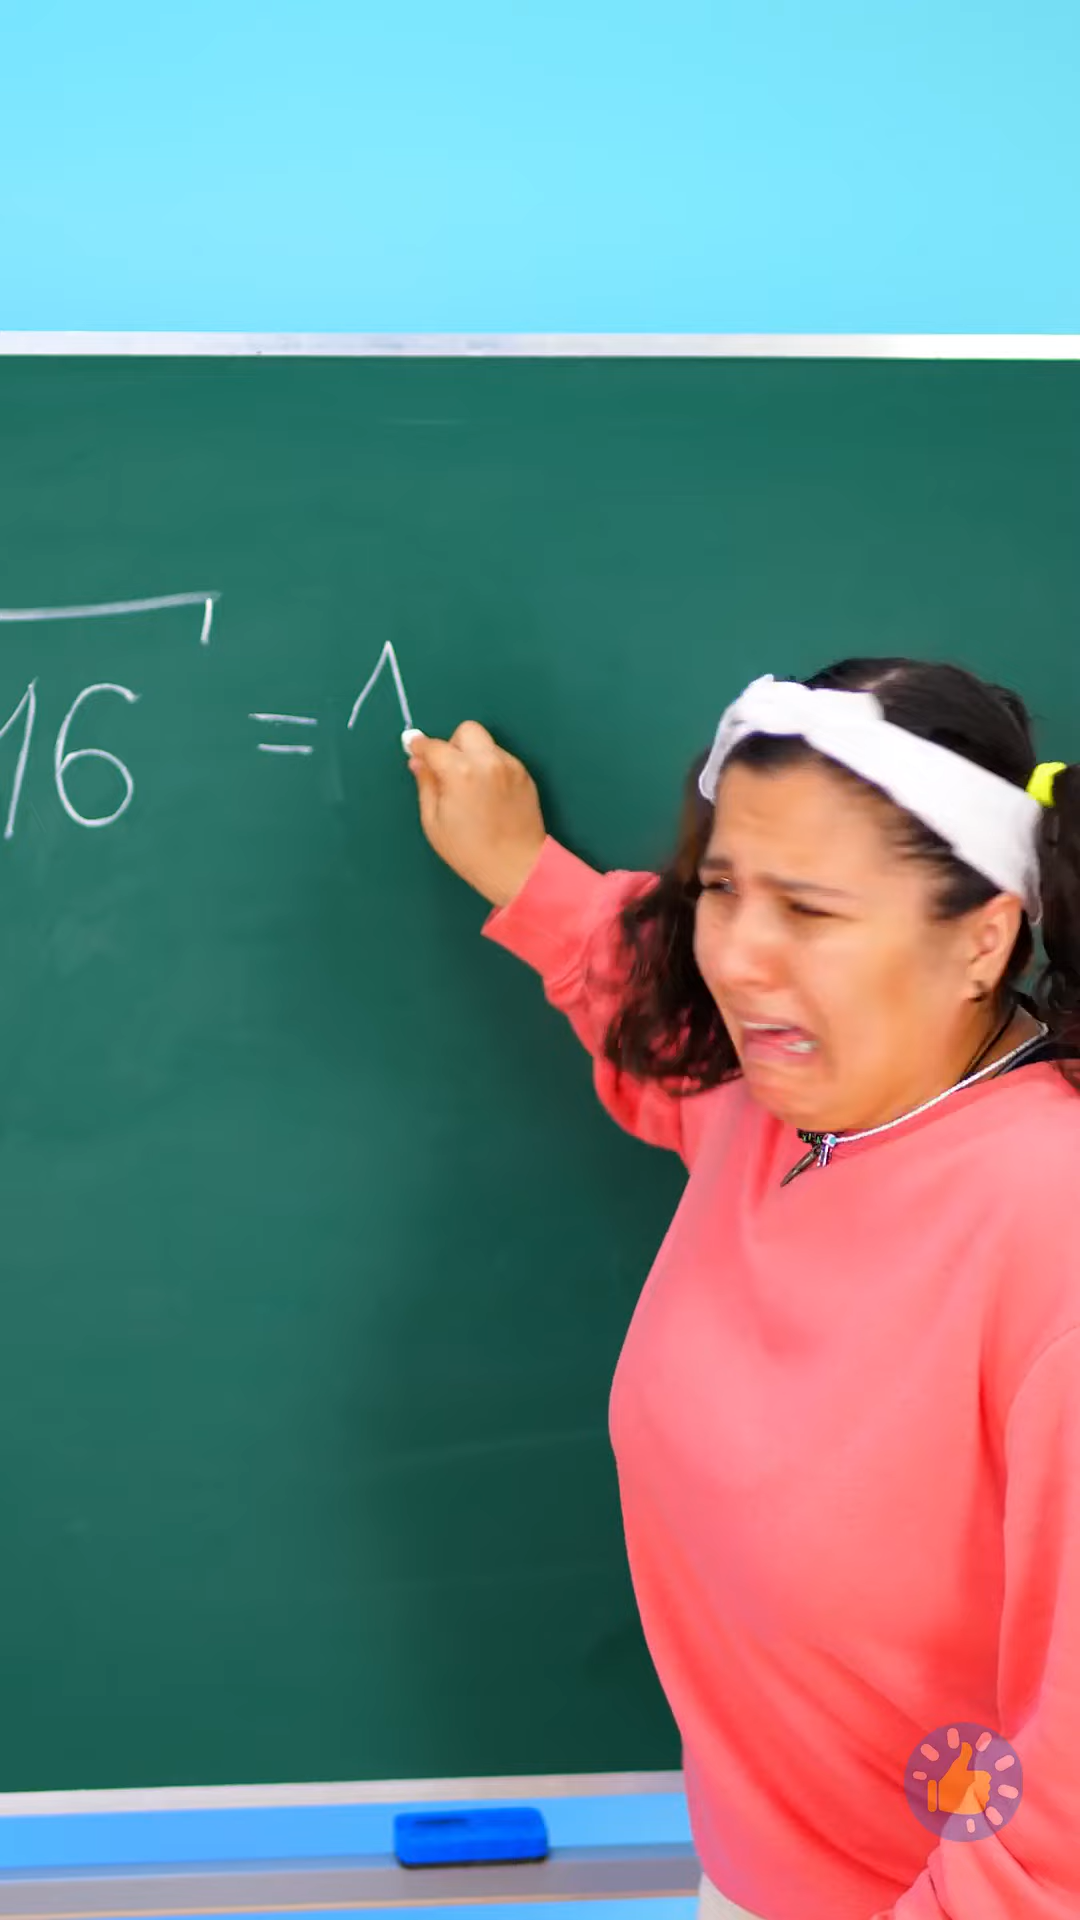 16 =